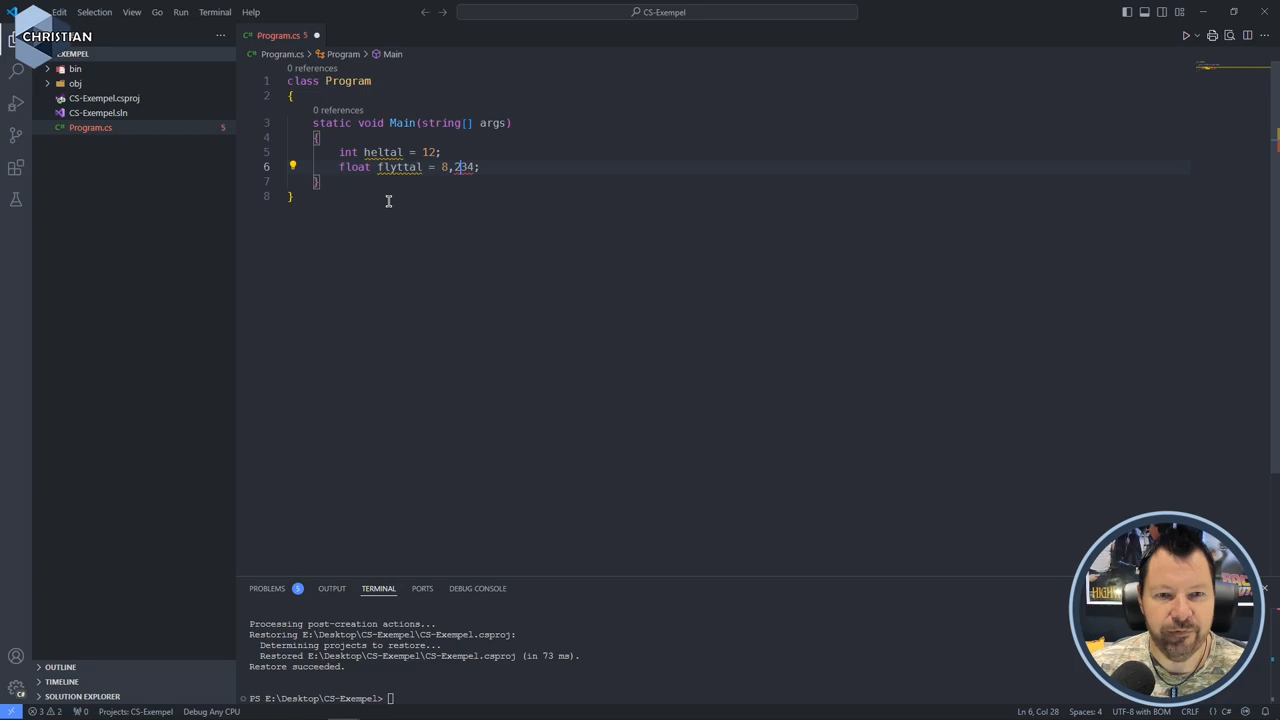 Edit Selection View Go Run Terminal Help
CS-Exempel
CHRISTIAN
EXEMPEL
bin
obj
CS-Exempel.csproj
CS-Exempel.sln
Program.cs 5
OUTLINE
TIMELINE
SOLUTION EXPLORER
C# Program.cs 5
C# Program.cs > Program > Main
0 references
1 class Program
2 {
0 references
3 static void Main(string[] args)
4 {
5 int heltal = 12;
6 float flyttal = 8,234;
7 }
8 }
PROBLEMS 5 OUTPUT TERMINAL PORTS DEBUG CONSOLE
Processing post-creation actions...
Restoring E:\Desktop\CS-Exempel\CS-Exempel.csproj:
Determining projects to restore...
Restored E:\Desktop\CS-Exempel\CS-Exempel.csproj (in 73 ms).
Restore succeeded.
PS E:\Desktop\CS-Exempel>
3 2 0 Projects: CS-Exempel Debug Any CPU Ln 6, Col 28 Spaces: 4 UTF-8 with BOM CRLF {} C#